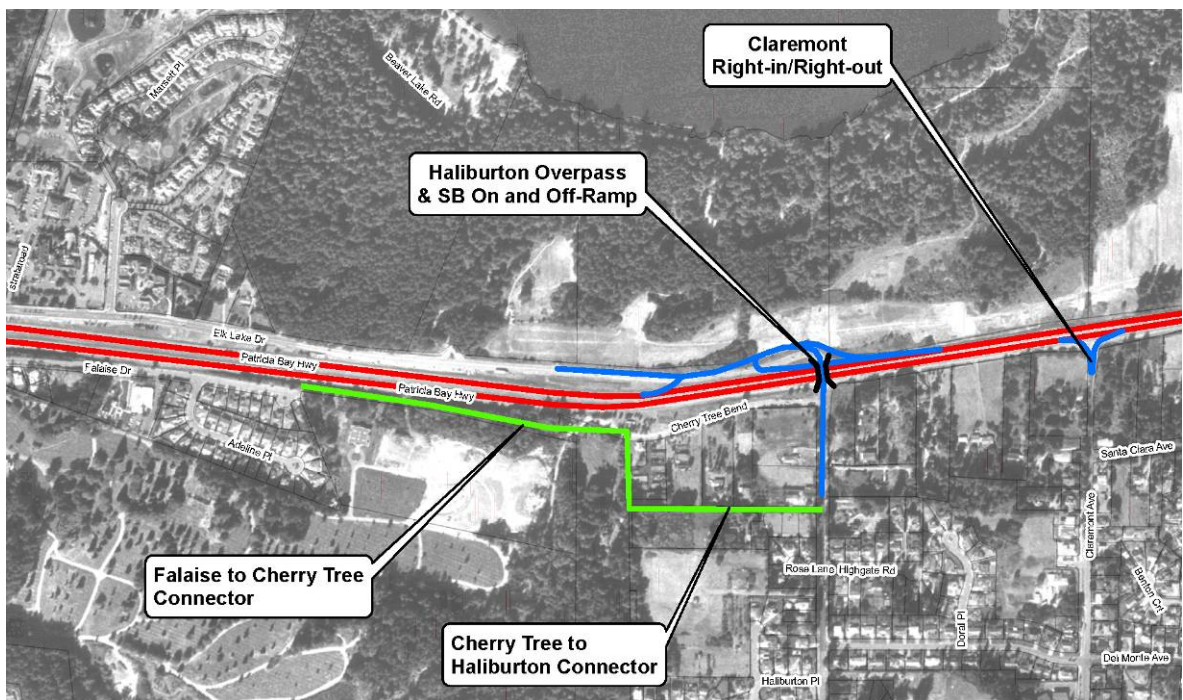 Claremont
Right-in/Right-out
Marsett Pl
Beaver Lake Rd
Haliburton Overpass
& SB On and Off-Ramp
Elk Lake Dr
Patricia Bay Hwy
Falaise Dr
Patricia Bay Hwy
Cherry Tree Bend
Adeline Pl
Santa Clara Ave
Claremont Ave
Falaise to Cherry Tree
Connector
Rose Lane
Highgate Rd
Doral Pl
Benton Crt
Cherry Tree to
Haliburton Connector
Del Monte Ave
Haliburton Pl